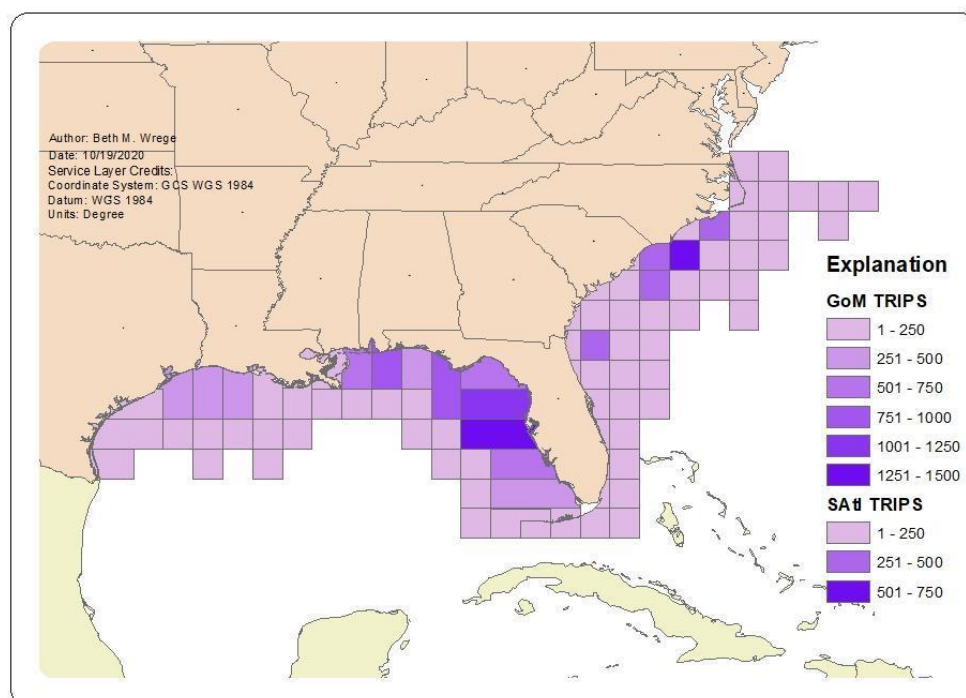 Author: Beth M. Wrege
Date: 10/19/2020
Service Layer Credits:
Coordinate System: GCS WGS 1984
Datum: WGS 1984
Units: Degree
Explanation
GoM TRIPS
1 - 250
251 - 500
501 - 750
751 - 1000
1001 - 1250
1251 - 1500
SAtl TRIPS
1 - 250
251 - 500
501 - 750